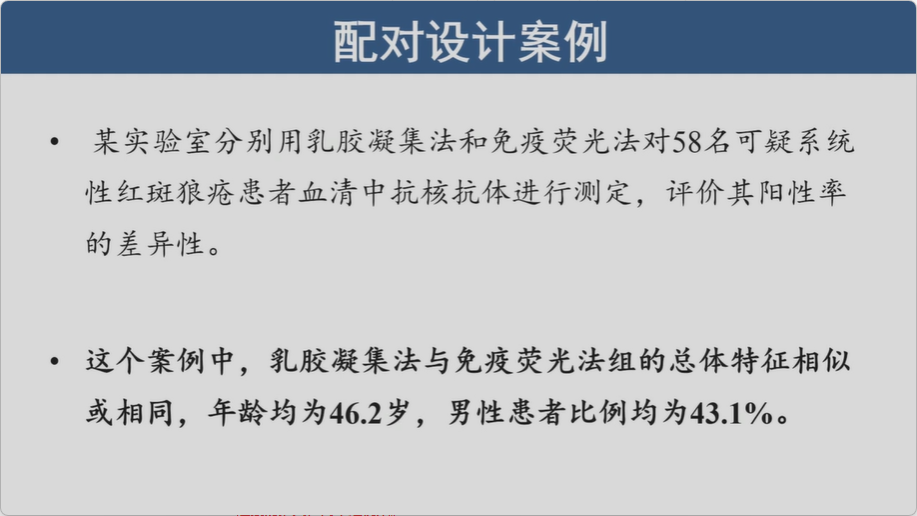 配对设计案例
• 某实验室分别用乳胶凝集法和免疫荧光法对58名可疑系统
性红斑狼疮患者血清中抗核抗体进行测定，评价其阳性率
的差异性。
• 这个案例中，乳胶凝集法与免疫荧光法组的总体特征相似
或相同，年龄均为46.2岁，男性患者比例均为43.1%。